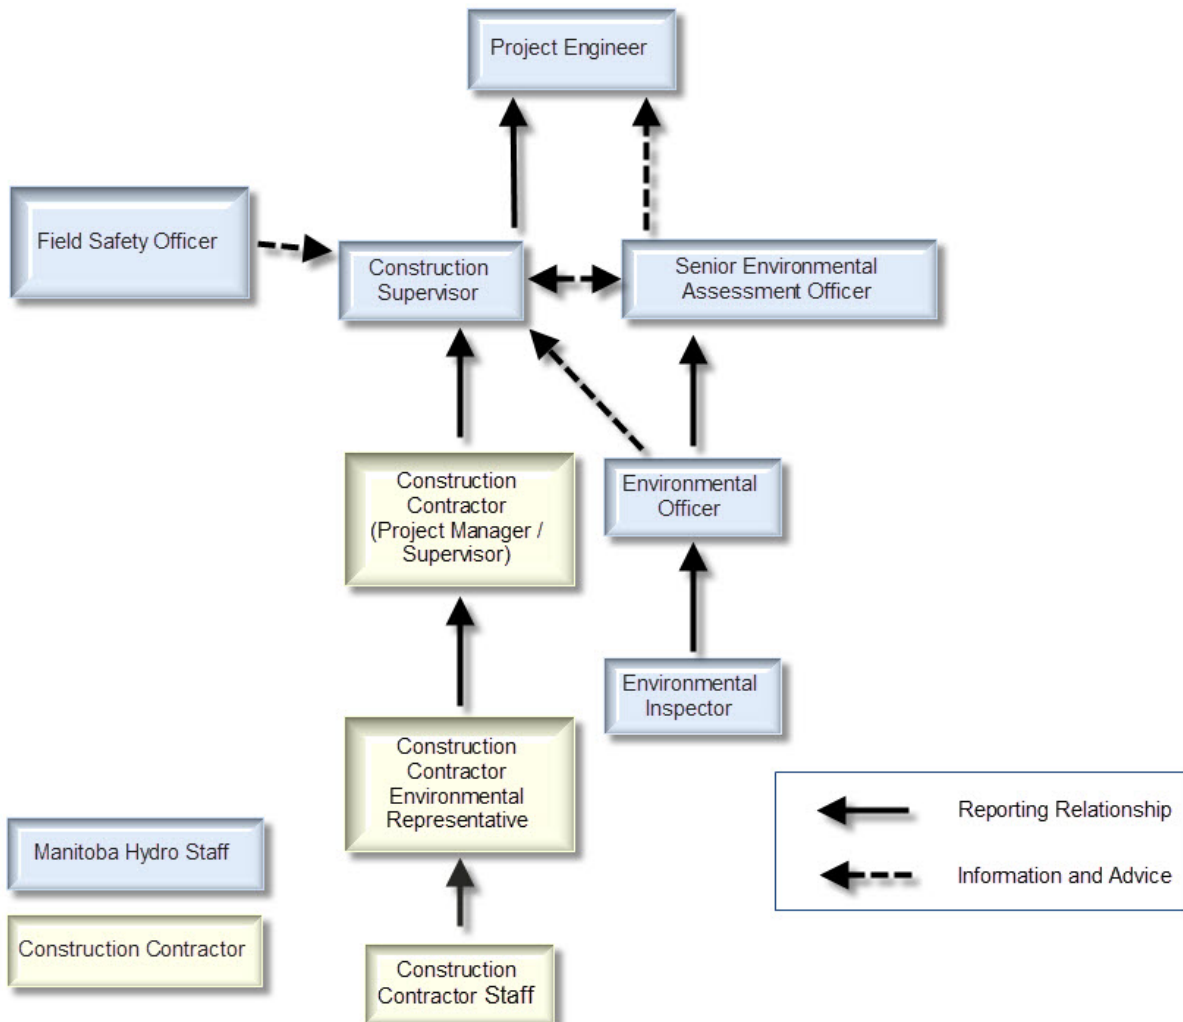 Project Engineer
Field Safety Officer
Construction
Supervisor
Senior Environmental
Assessment Officer
Construction
Contractor
(Project Manager /
Supervisor)
Environmental
Officer
Environmental
Inspector
Construction
Contractor
Environmental
Representative
Reporting Relationship
Information and Advice
Manitoba Hydro Staff
Construction Contractor
Construction
Contractor Staff